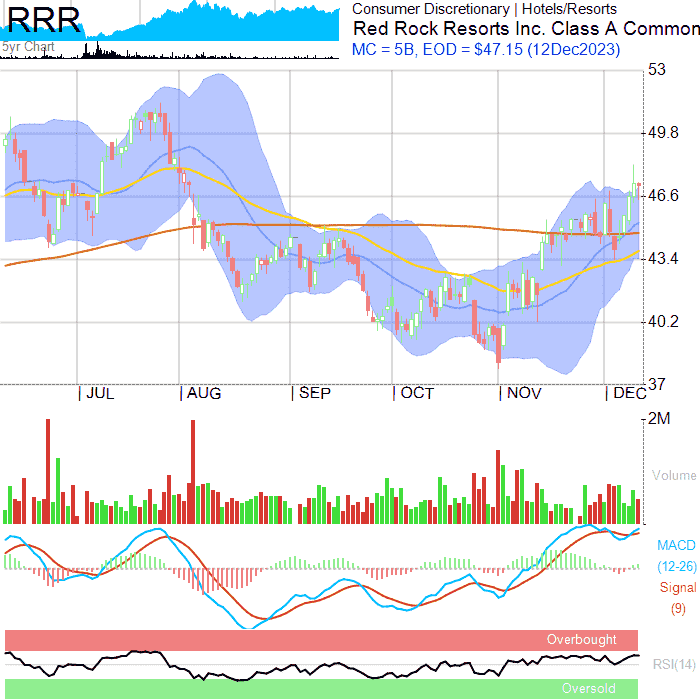 RRR
5yr Chart
Consumer Discretionary | Hotels/Resorts
Red Rock Resorts Inc. Class A Common
MC = 5B, EOD = $47.15 (12Dec2023)
53
49.8
46.6
43.4
40.2
37
JUL AUG SEP OCT NOV DEC
2M
Volume
MACD
(12-26)
Signal
(9)
Overbought
RSI(14)
Oversold